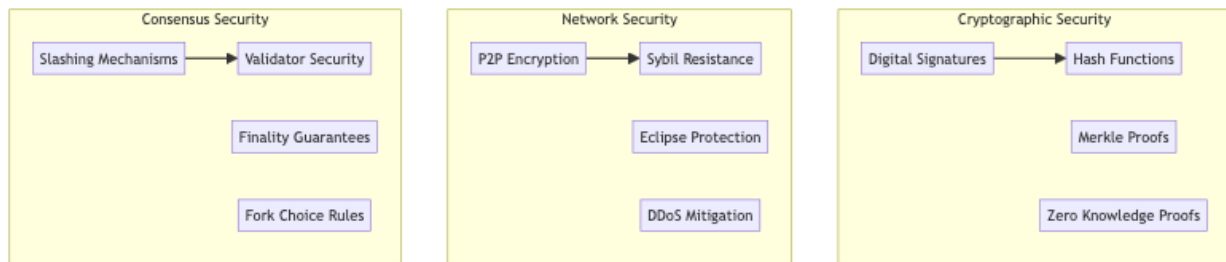 Consensus Security
Slashing Mechanisms
Validator Security
Finality Guarantees
Fork Choice Rules
Network Security
P2P Encryption
Sybil Resistance
Eclipse Protection
DDoS Mitigation
Cryptographic Security
Digital Signatures
Hash Functions
Merkle Proofs
Zero Knowledge Proofs